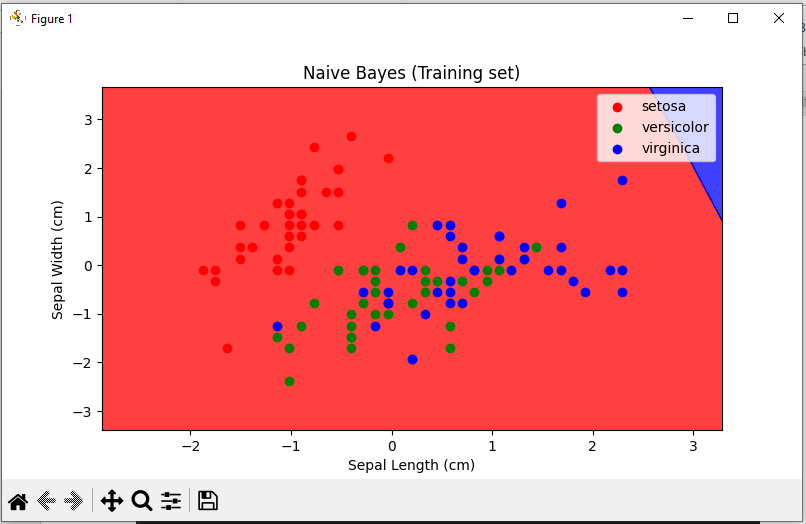 Figure 1
Naive Bayes (Training set)
setosa
versicolor
virginica
3
2
1
0
−1
−2
−3
Sepal Width (cm)
−2
−1
0
1
2
3
Sepal Length (cm)